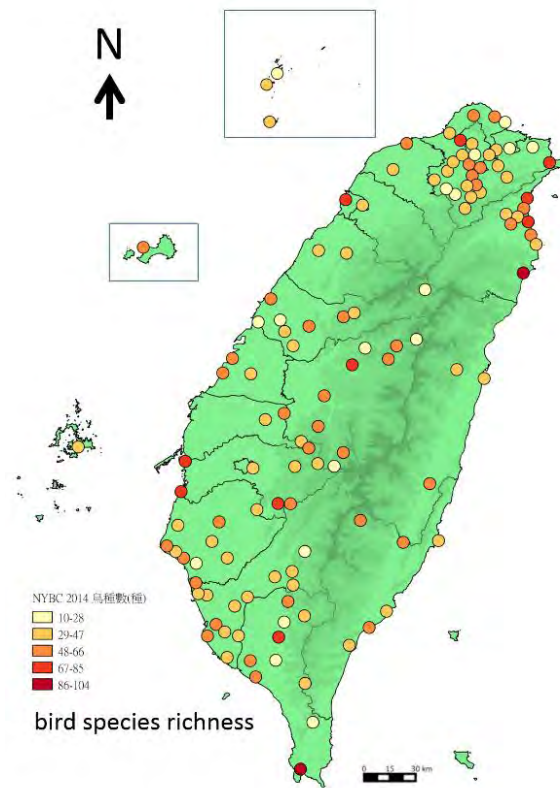 N
NYBC 2014 鳥種數(種)
10-28
29-47
48-66
67-85
86-104
bird species richness
0 15 30 km